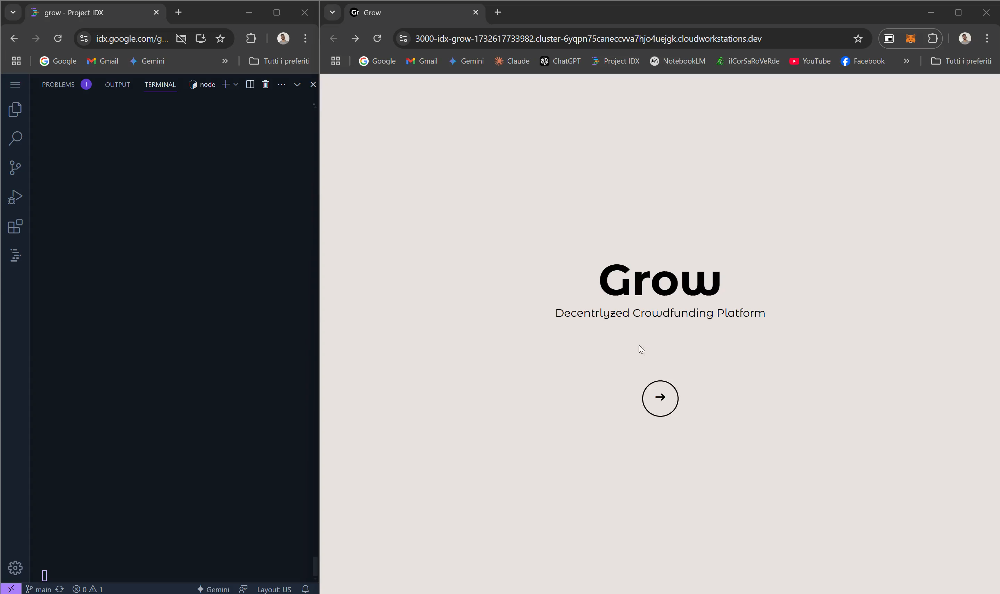 grow - Project IDX
idx.google.com/g...
Google Gmail Gemini Tutti i preferiti
PROBLEMS 1 OUTPUT TERMINAL node
main 0 1 Gemini Layout: US
Gr Grow
3000-idx-grow-1732617733982.cluster-6yqpn75caneccvva7hjo4uejgk.cloudworkstations.dev
Google Gmail Gemini Claude ChatGPT Project IDX NotebookLM ilCorSaRoVeRde YouTube Facebook Tutti i preferiti
Grow
Decentrlyzed Crowdfunding Platform